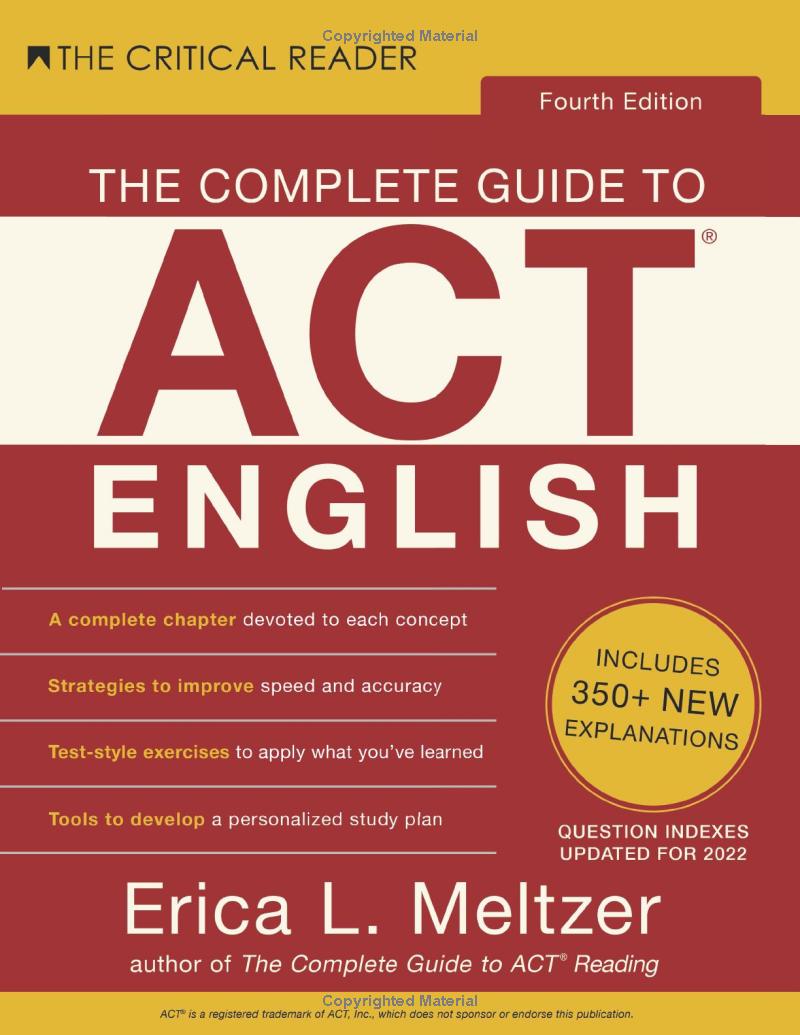 Copyrighted Material
THE CRITICAL READER
Fourth Edition
THE COMPLETE GUIDE TO
ACT®
ENGLISH
A complete chapter devoted to each concept
Strategies to improve speed and accuracy
Test-style exercises to apply what you've learned
Tools to develop a personalized study plan
INCLUDES
350+ NEW
EXPLANATIONS
QUESTION INDEXES
UPDATED FOR 2022
Erica L. Meltzer
author of The Complete Guide to ACT® Reading
Copyrighted Material
ACT® is a registered trademark of ACT, Inc., which does not sponsor or endorse this publication.